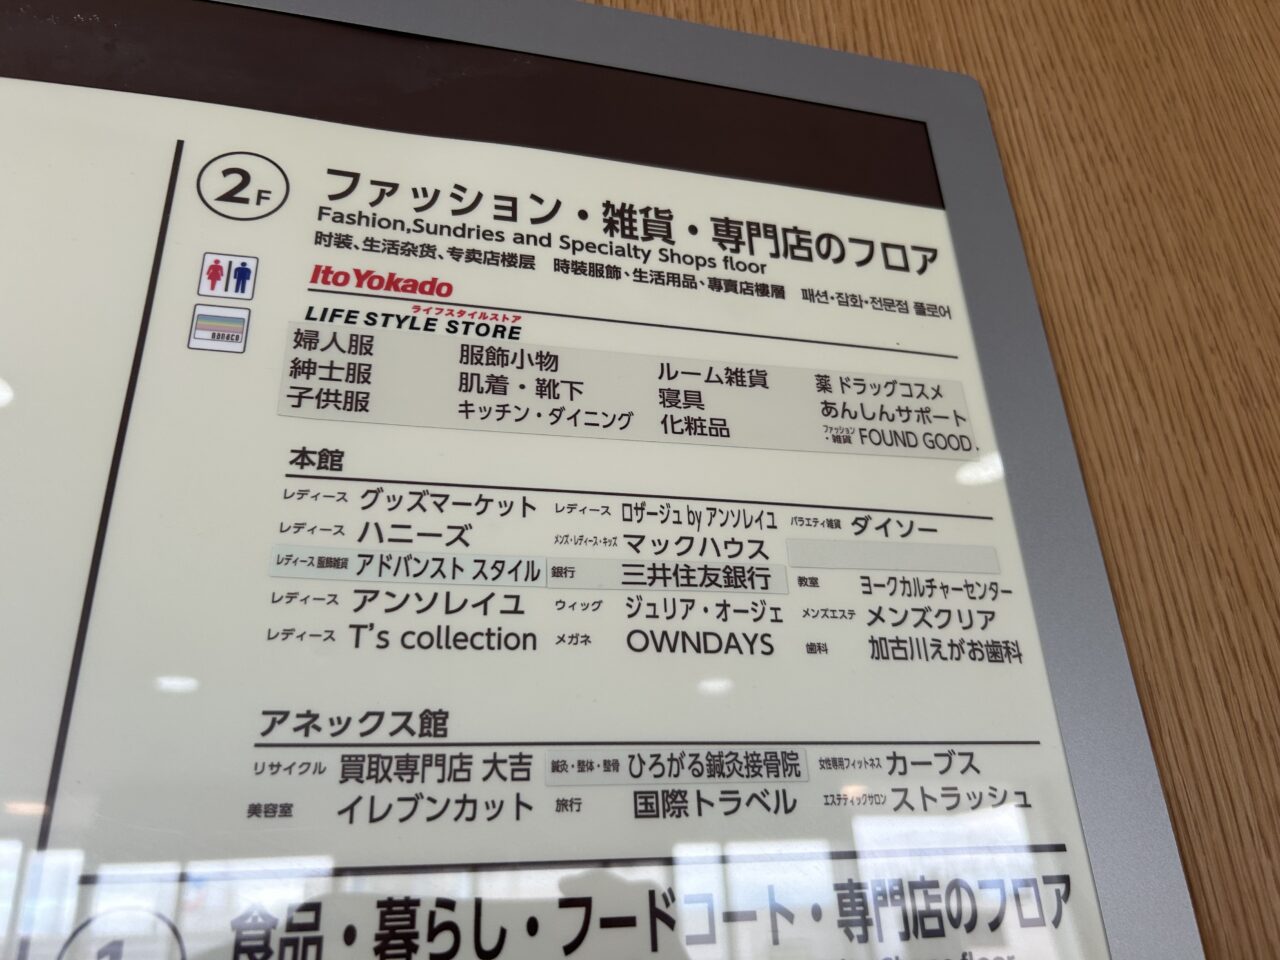 2F
ファッション・雑貨・専門店のフロア
Fashion,Sundries and Specialty Shops floor
时装、生活杂货、专卖店楼层 時裝服飾、生活用品、專賣店樓層 패션・잡화・전문점 플로어
nanaco
Ito Yokado
ライフスタイルストア
LIFE STYLE STORE
婦人服 服飾小物 ルーム雑貨 薬 ドラッグコスメ
紳士服 肌着・靴下 寝具 あんしんサポート
子供服 キッチン・ダイニング 化粧品 ファッション・雑貨 FOUND GOOD.
本館
レディース グッズマーケット レディース ロザージュ by アンソレイユ バラエティ雑貨 ダイソー
レディース ハニーズ メンズ・レディース・キッズ マックハウス
レディース 服飾雑貨 アドバンスト スタイル 銀行 三井住友銀行 教室 ヨークカルチャーセンター
レディース アンソレイユ ウィッグ ジュリア・オージェ メンズエステ メンズクリア
レディース T's collection メガネ OWNDAYS 歯科 加古川えがお歯科
アネックス館
リサイクル 買取専門店 大吉 鍼灸・整体・整骨 ひろがる鍼灸接骨院 女性専用フィットネス カーブス
美容室 イレブンカット 旅行 国際トラベル エステティックサロン ストラッシュ
1
食品・暮らし・フードコート・専門店のフロア
Shops floor